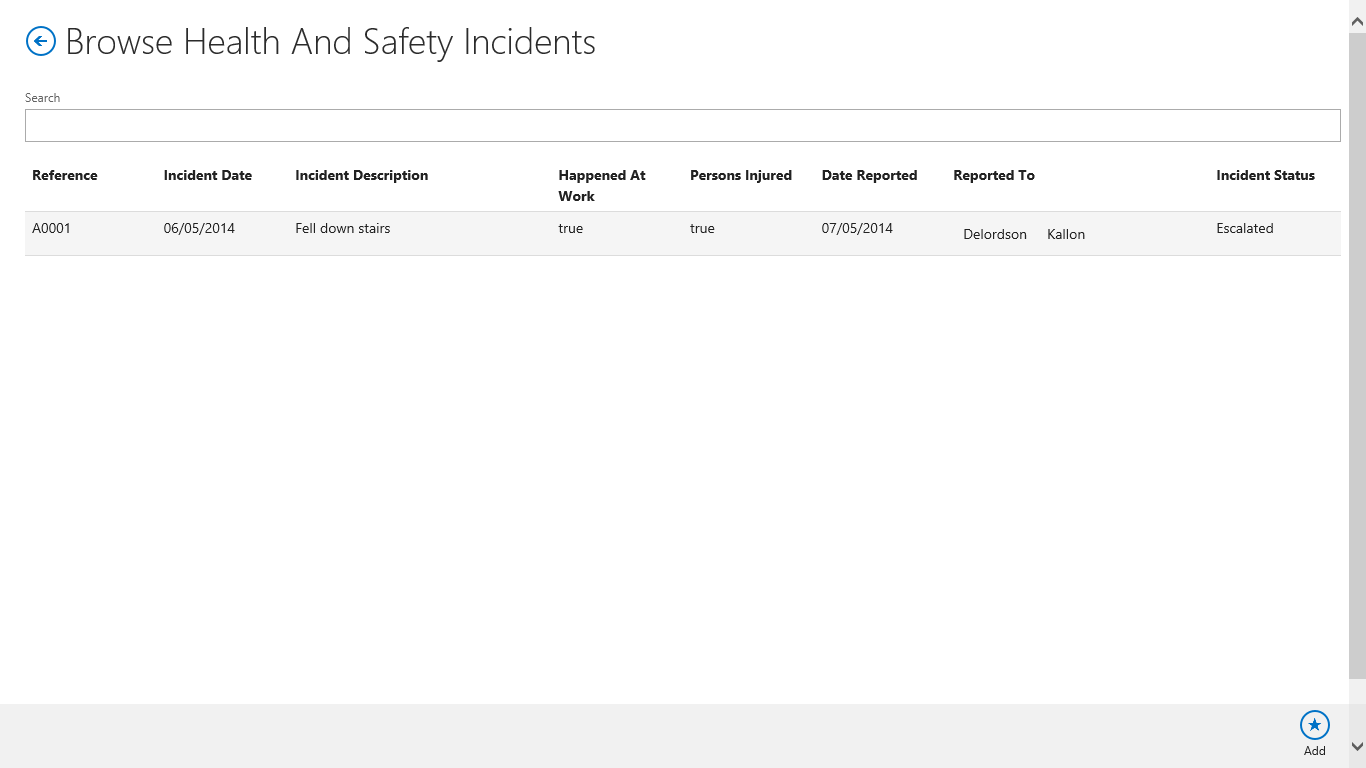 Browse Health And Safety Incidents
Search
Reference Incident Date Incident Description Happened At Work Persons Injured Date Reported Reported To Incident Status
A0001 06/05/2014 Fell down stairs true true 07/05/2014 Delordson Kallon Escalated
Add